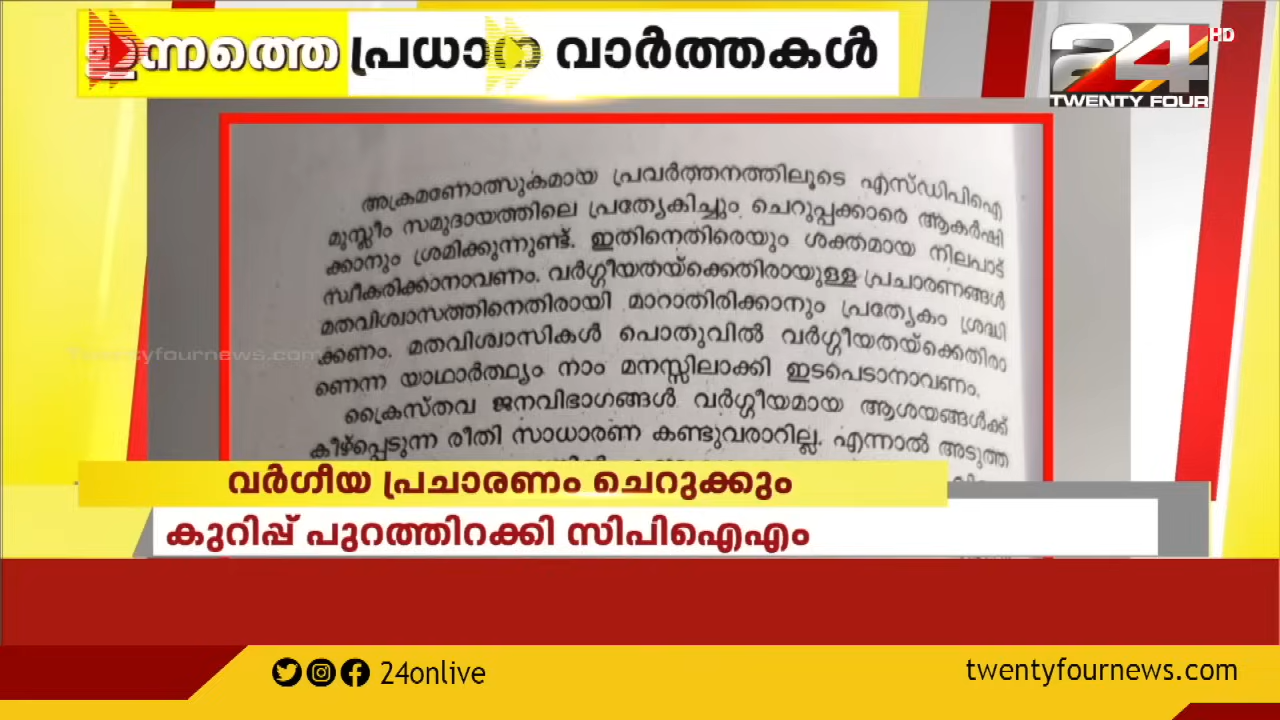 ഇന്നത്തെ പ്രധാന വാർത്തകൾ
24 HD
TWENTY FOUR
അക്രമണോത്സുകമായ പ്രവർത്തനത്തിലൂടെ എസ്ഡിപിഐ
മുസ്ലീം സമുദായത്തിലെ പ്രത്യേകിച്ചും ചെറുപ്പക്കാരെ ആകർഷി
ക്കാനും ശ്രമിക്കുന്നുണ്ട്. ഇതിനെതിരെയും ശക്തമായ നിലപാട്
സ്വീകരിക്കാനാവണം. വർഗ്ഗീയതയ്ക്കെതിരായുള്ള പ്രചാരണങ്ങൾ
മതവിശ്വാസത്തിനെതിരായി മാറാതിരിക്കാനും പ്രത്യേകം ശ്രദ്ധി
ക്കണം. മതവിശ്വാസികൾ പൊതുവിൽ വർഗ്ഗീയതയ്ക്കെതിരാ
ണെന്ന യാഥാർത്ഥ്യം നാം മനസ്സിലാക്കി ഇടപെടാനാവണം.
ക്രൈസ്തവ ജനവിഭാഗങ്ങൾ വർഗ്ഗീയമായ ആശയങ്ങൾക്ക്
കീഴ്പ്പെടുന്ന രീതി സാധാരണ കണ്ടുവരാറില്ല. എന്നാൽ അടുത്ത
Twentyfournews.com
വർഗീയ പ്രചാരണം ചെറുക്കും
കുറിപ്പ് പുറത്തിറക്കി സിപിഐഎം
24onlive
twentyfournews.com